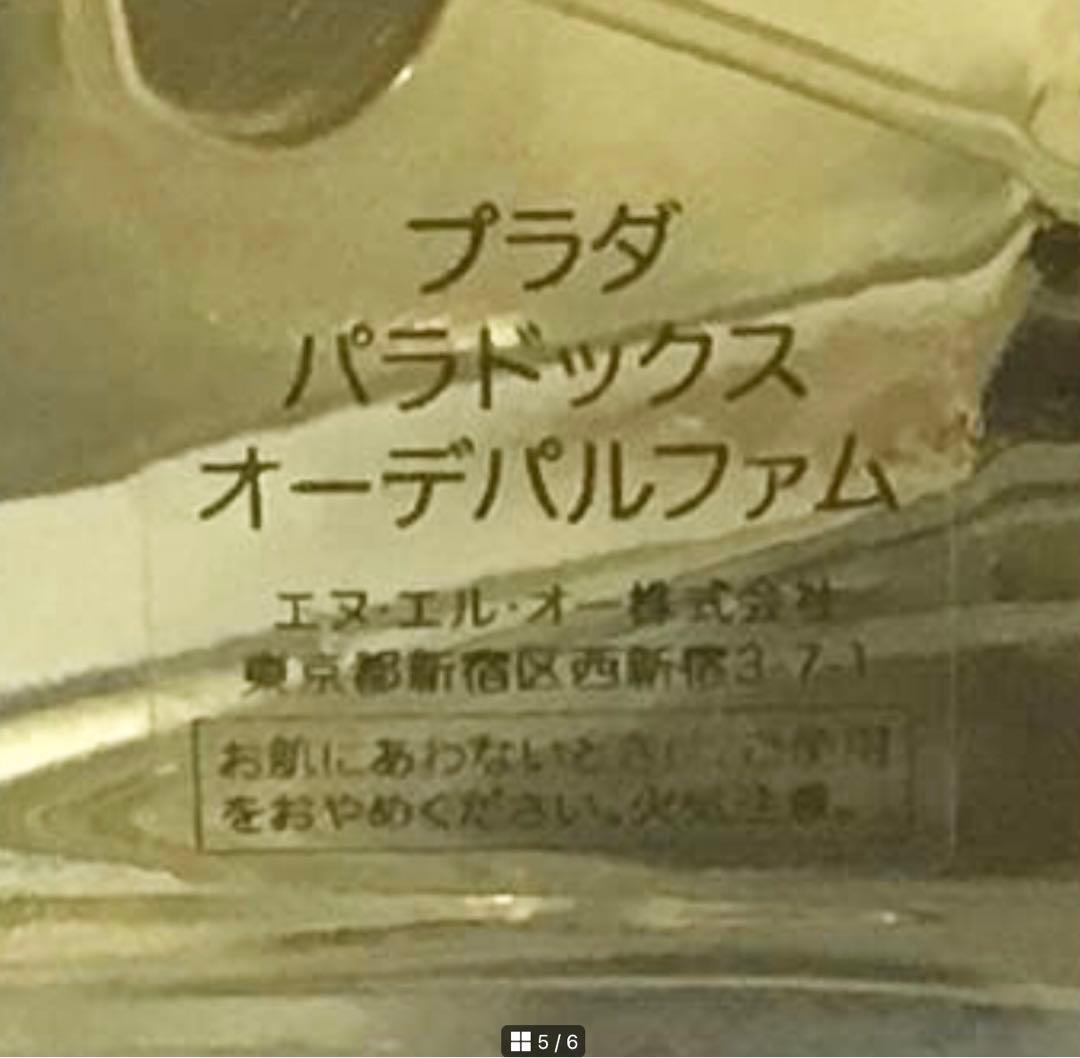 プラダ
パラドックス
オーデパルファム
エヌ・エル・オー株式会社
東京都新宿区西新宿3-7-1
お肌にあわないときは、ご使用
をおやめください。火気注意。
5 / 6